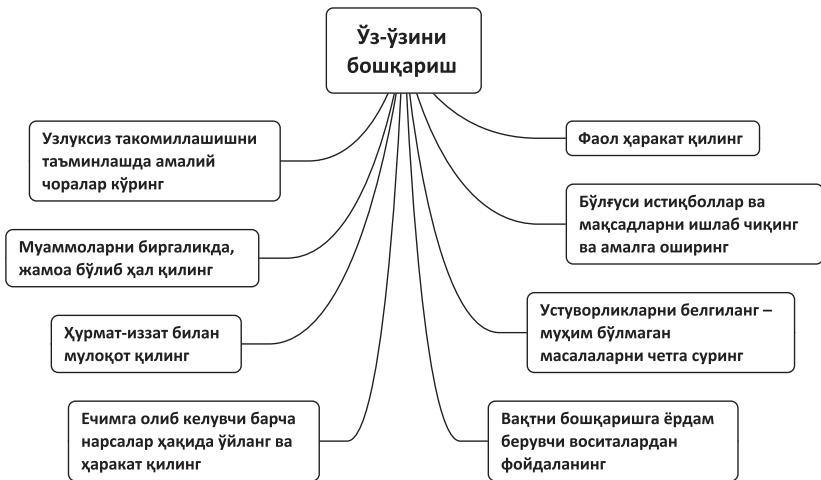 Ўз-ўзини
бошқариш
Узлуксиз такомиллашишни
таъминлашда амалий
чоралар кўринг
Муаммоларни биргаликда,
жамоа бўлиб ҳал қилинг
Ҳурмат-иззат билан
мулоқот қилинг
Ечимга олиб келувчи барча
нарсалар ҳақида ўйланг ва
ҳаракат қилинг
Фаол ҳаракат қилинг
Бўлғуси истиқболлар ва
мақсадларни ишлаб чиқинг
ва амалга оширинг
Устуворликларни белгиланг –
муҳим бўлмаган
масалаларни четга суринг
Вақтни бошқаришга ёрдам
берувчи воситалардан
фойдаланинг